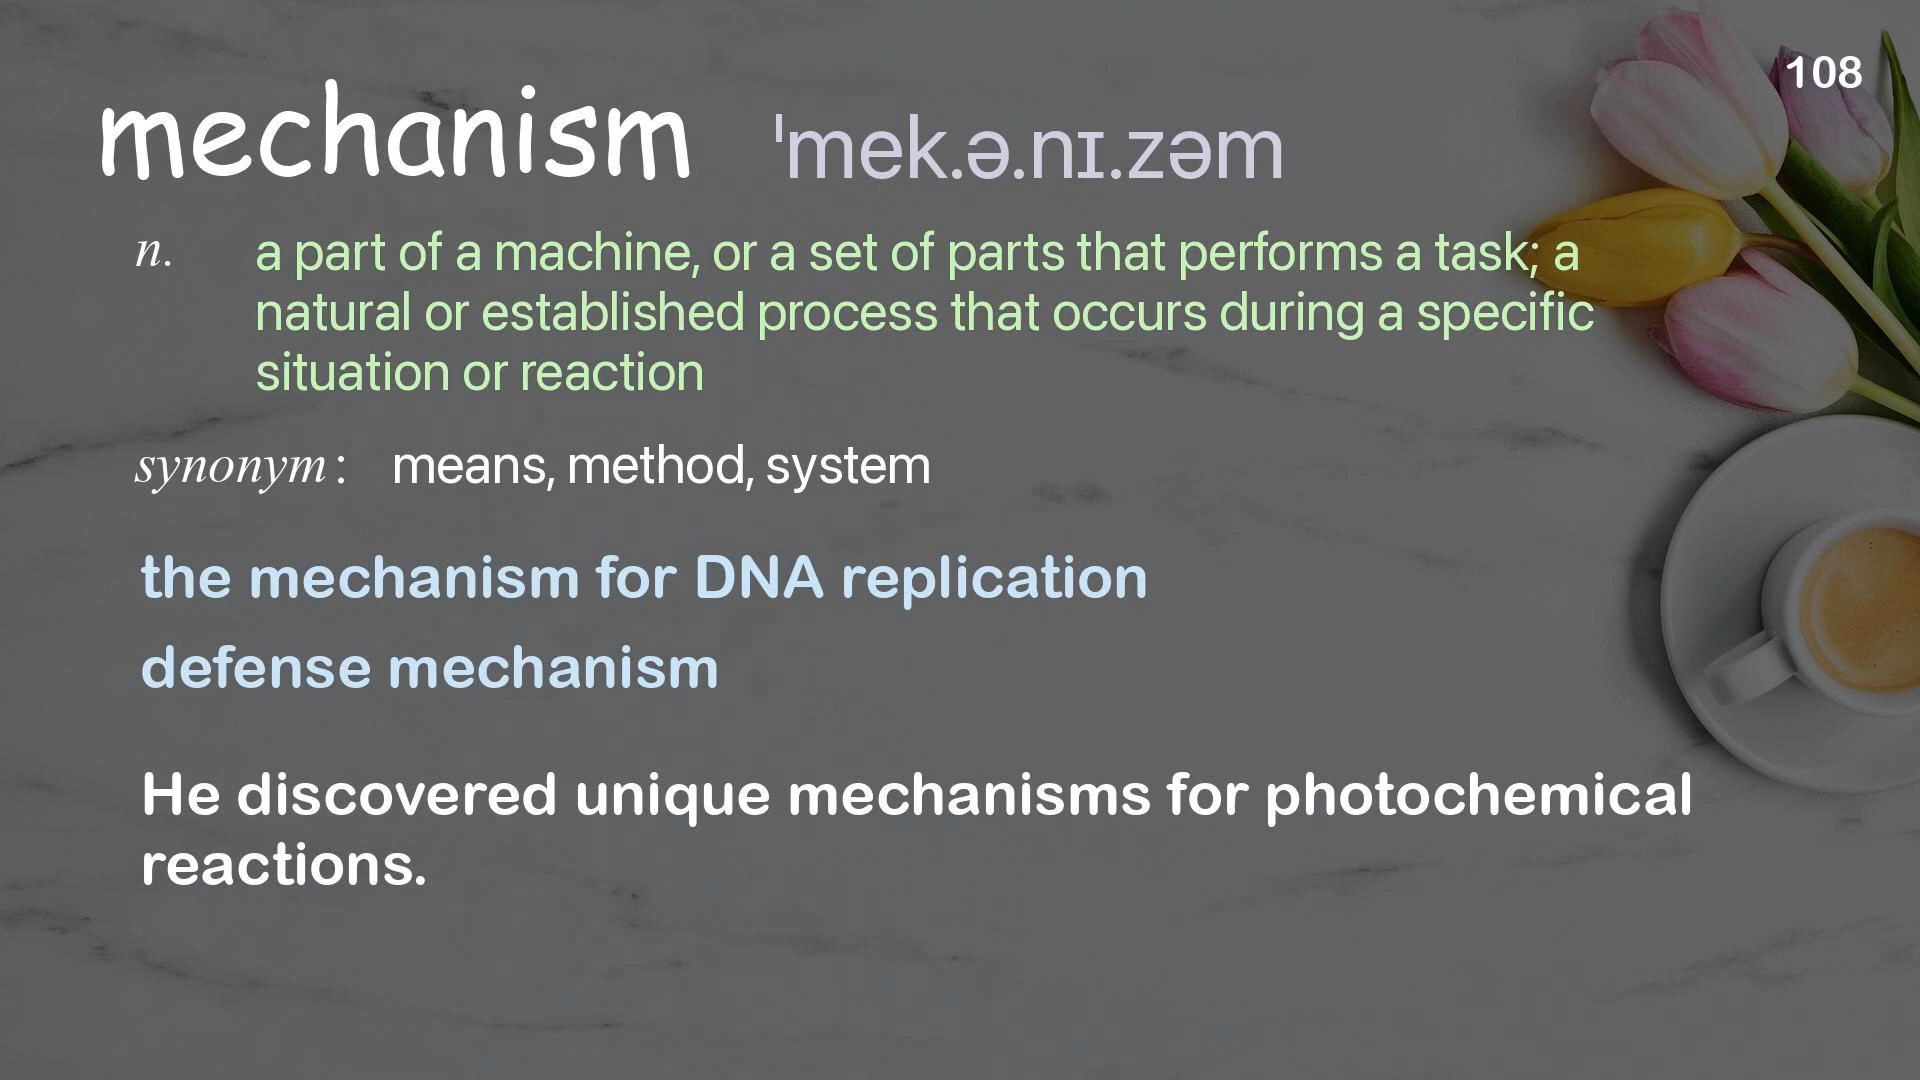 108
mechanism ˈmek.ə.nɪ.zəm
n. a part of a machine, or a set of parts that performs a task; a
natural or established process that occurs during a specific
situation or reaction
synonym : means, method, system
the mechanism for DNA replication
defense mechanism
He discovered unique mechanisms for photochemical
reactions.